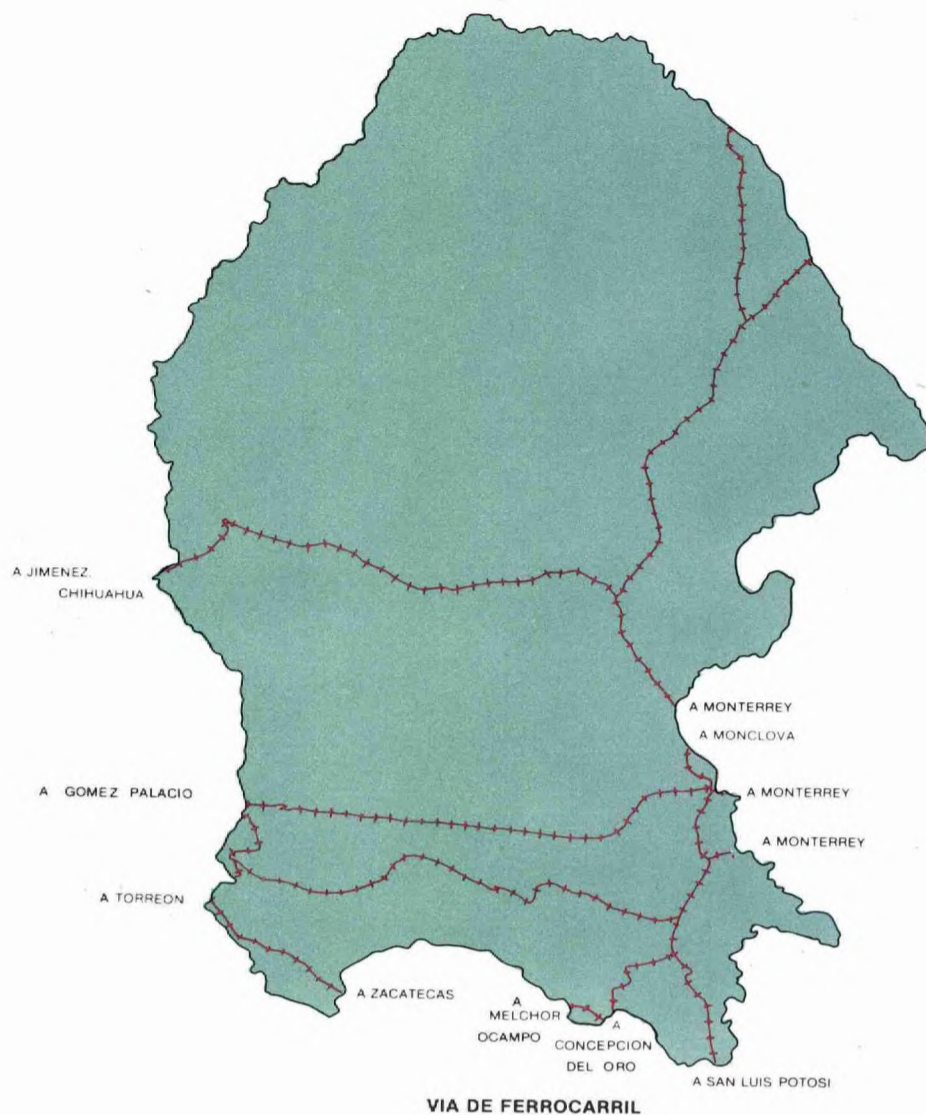 A JIMENEZ.
CHIHUAHUA
A MONTERREY
A MONCLOVA
A GOMEZ PALACIO
A MONTERREY
A MONTERREY
A TORREON
A ZACATECAS
A
MELCHOR
OCAMPO
A
CONCEPCION
DEL ORO
A SAN LUIS POTOSI
VIA DE FERROCARRIL